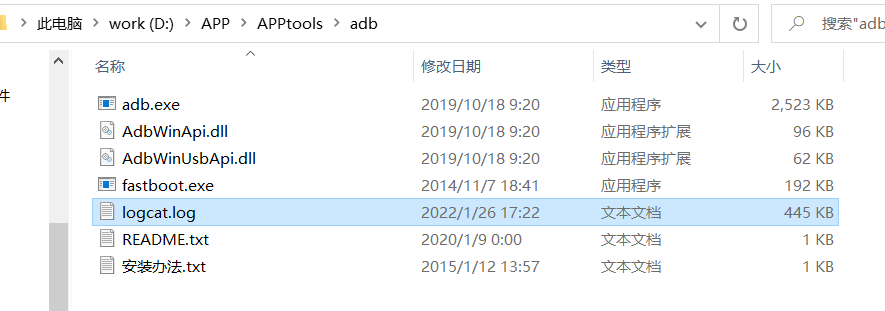 此电脑 > work (D:) > APP > APPtools > adb
搜索"adb
名称 修改日期 类型 大小
件
adb.exe 2019/10/18 9:20 应用程序 2,523 KB
AdbWinApi.dll 2019/10/18 9:20 应用程序扩展 96 KB
AdbWinUsbApi.dll 2019/10/18 9:20 应用程序扩展 62 KB
fastboot.exe 2014/11/7 18:41 应用程序 192 KB
logcat.log 2022/1/26 17:22 文本文档 445 KB
README.txt 2020/1/9 0:00 文本文档 1 KB
安装办法.txt 2015/1/12 13:57 文本文档 1 KB